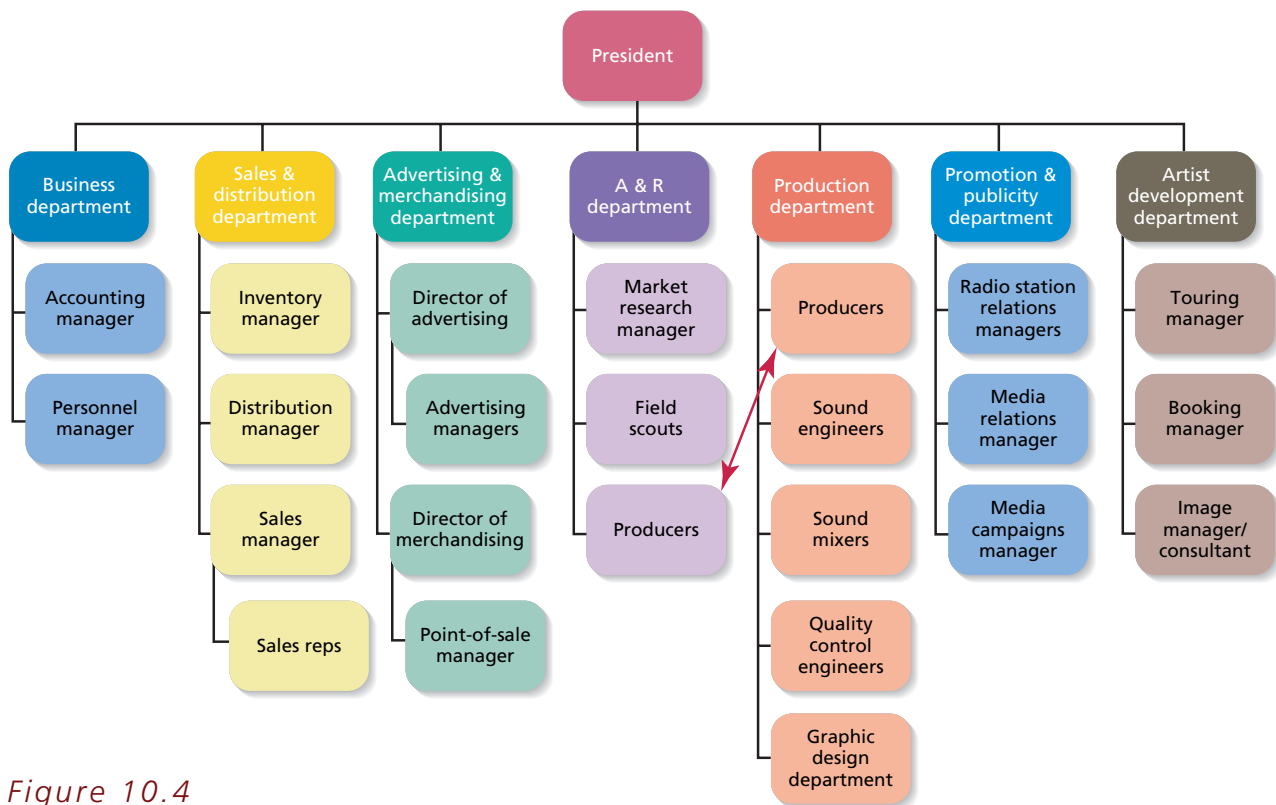 President
Business
department
Sales &
distribution
department
Advertising &
merchandising
department
A & R
department
Production
department
Promotion &
publicity
department
Artist
development
department
Accounting
manager
Personnel
manager
Inventory
manager
Distribution
manager
Sales
manager
Sales reps
Director of
advertising
Advertising
managers
Director of
merchandising
Point-of-sale
manager
Market
research
manager
Field
scouts
Producers
Producers
Sound
engineers
Sound
mixers
Quality
control
engineers
Graphic
design
department
Radio station
relations
managers
Media
relations
manager
Media
campaigns
manager
Touring
manager
Booking
manager
Image
manager/
consultant
Figure 10.4